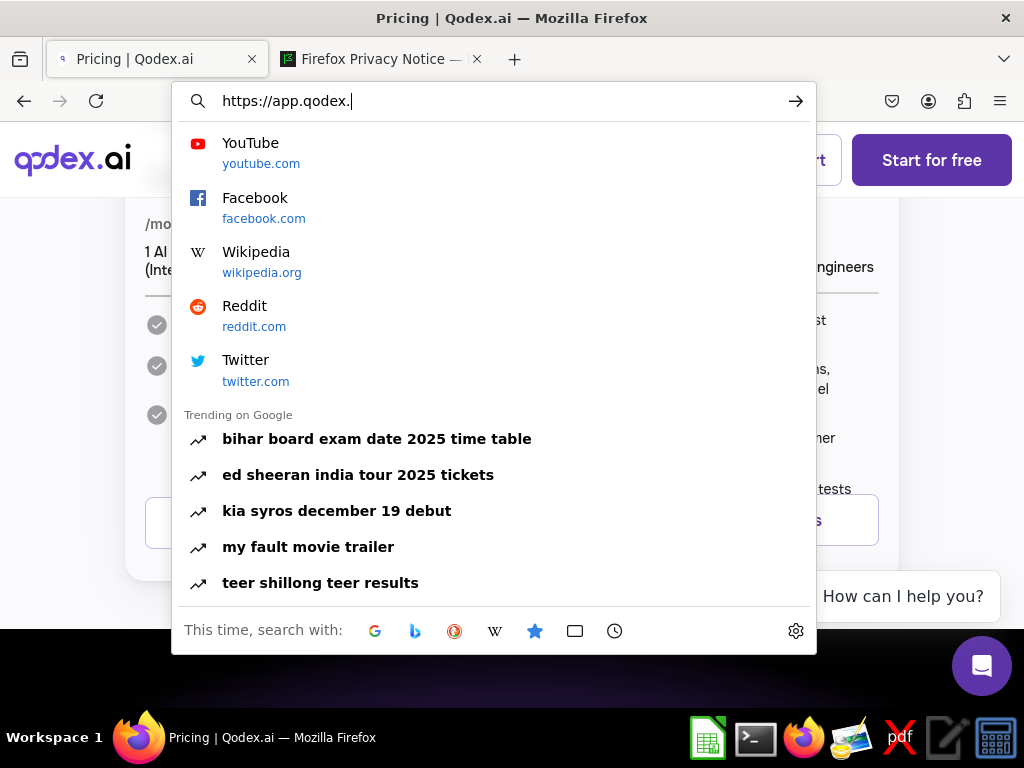 Pricing | Qodex.ai — Mozilla Firefox
Pricing | Qodex.ai
Firefox Privacy Notice —
https://app.qodex.
qodex.ai
rt
Start for free
YouTube
youtube.com
Facebook
facebook.com
Wikipedia
wikipedia.org
Reddit
reddit.com
Twitter
twitter.com
Trending on Google
bihar board exam date 2025 time table
ed sheeran india tour 2025 tickets
kia syros december 19 debut
my fault movie trailer
teer shillong teer results
This time, search with:
/mo
1 AI
(Inte
ngineers
st
ns,
el
ner
tests
s
How can I help you?
Workspace 1
Pricing | Qodex.ai — Mozilla Firefox
pdf